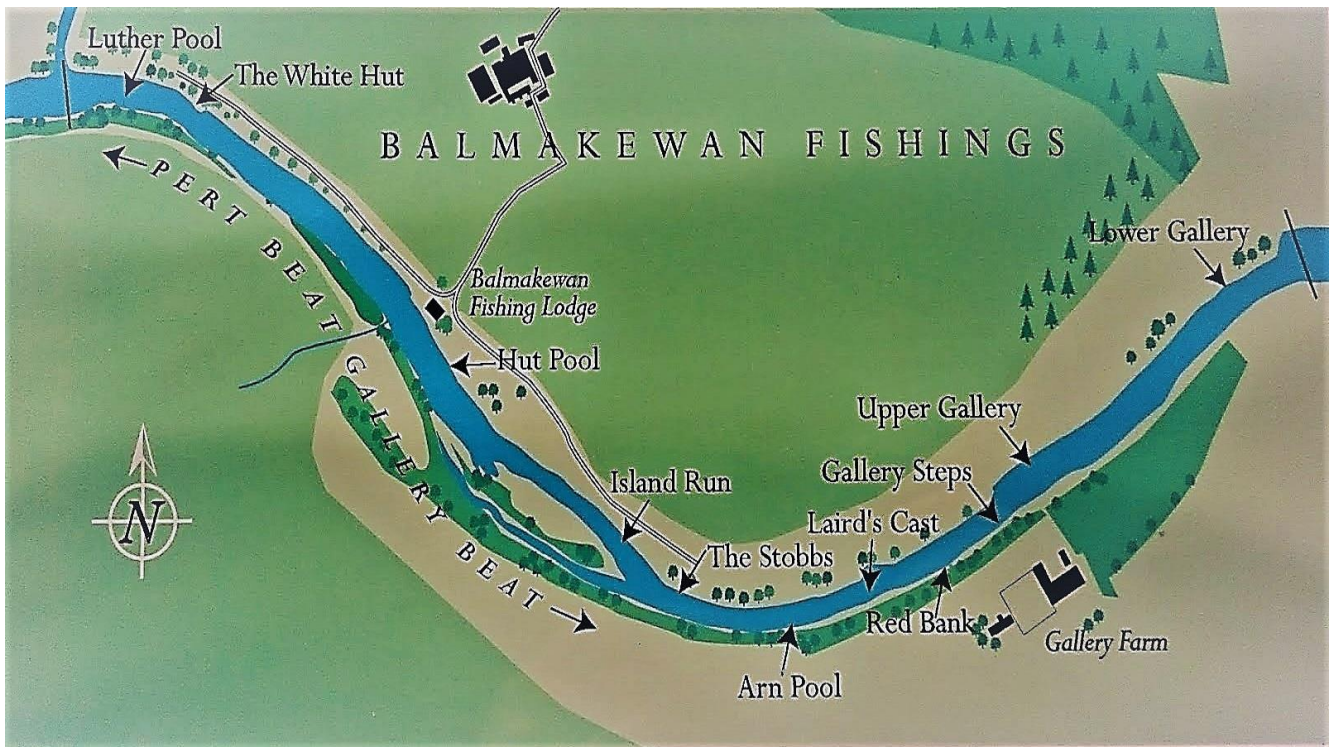 Luther Pool
The White Hut
BALMAKEWAN FISHINGS
PERT BEAT
Lower Gallery
Balmakewan
Fishing Lodge
Hut Pool
GALLERY BEAT
Upper Gallery
Gallery Steps
Island Run
Laird's Cast
The Stobbs
Red Bank
Gallery Farm
Arn Pool
N